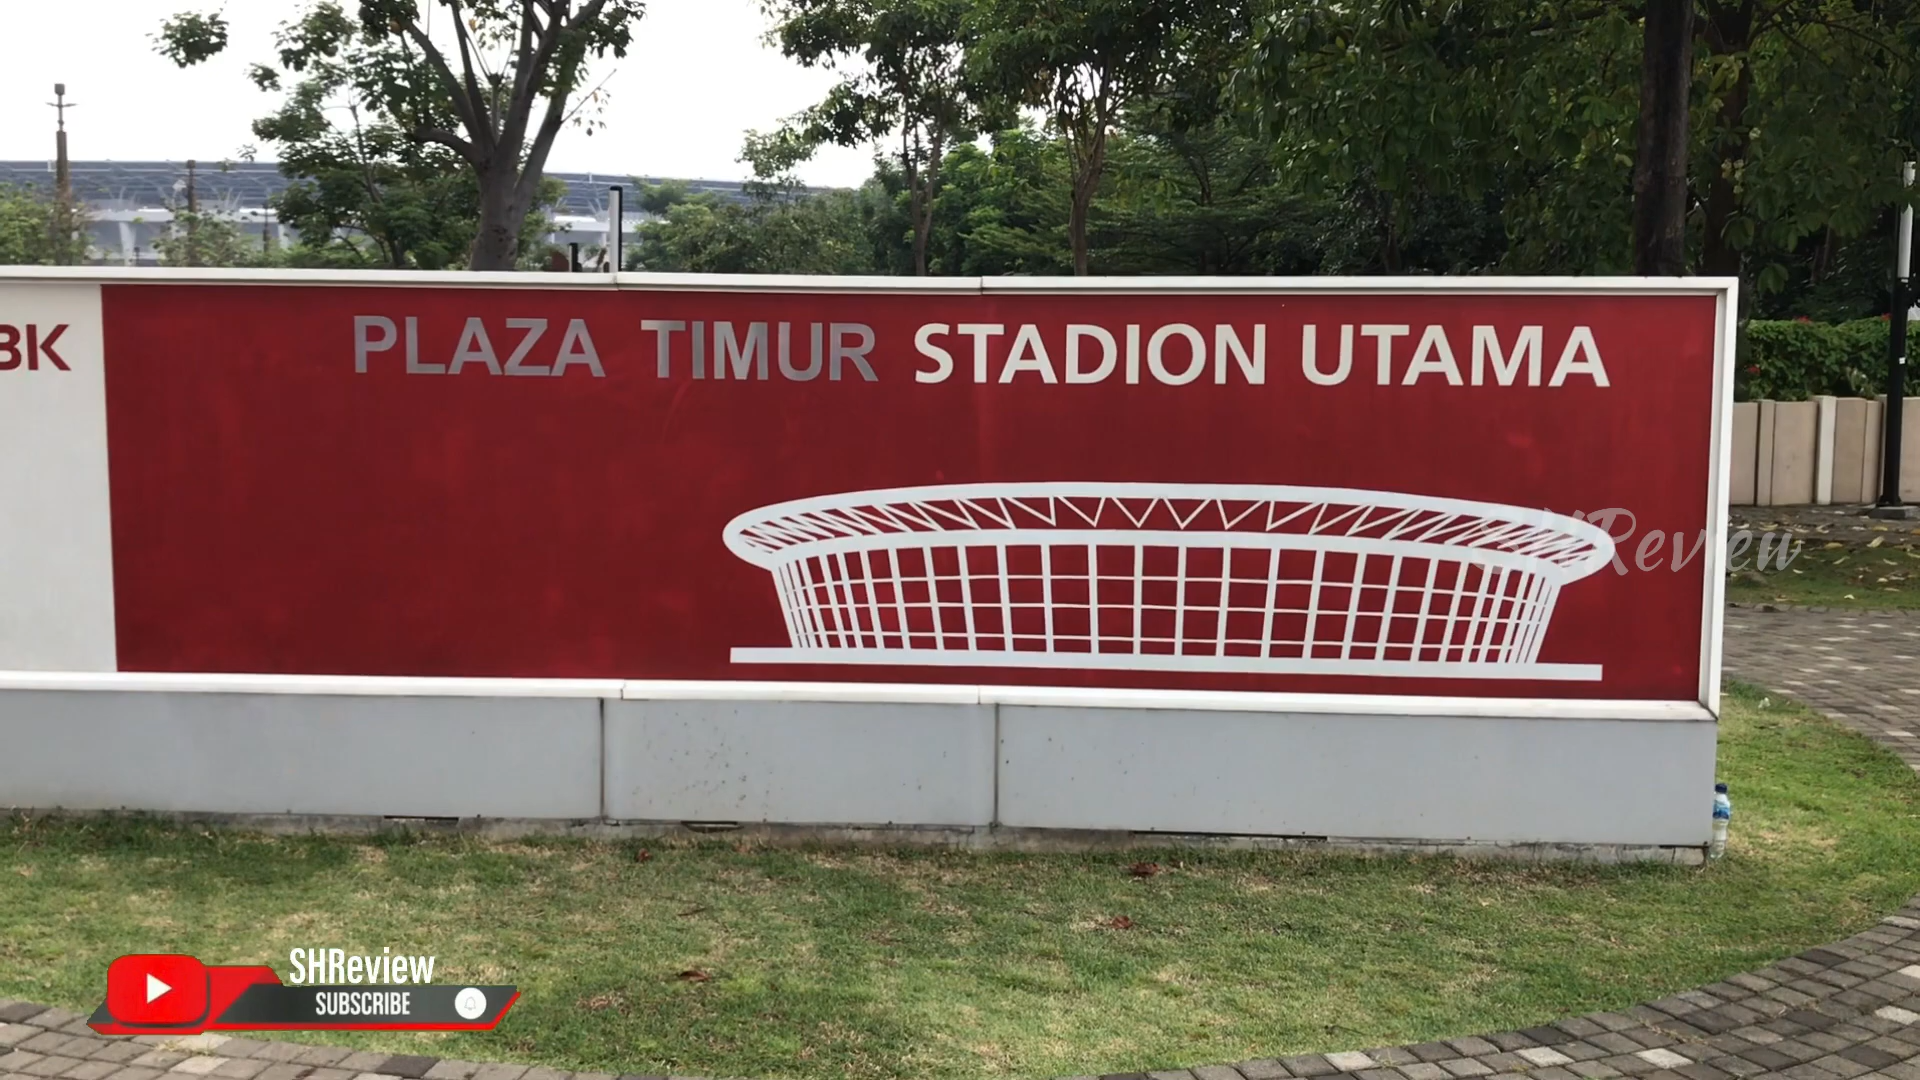 BK
PLAZA TIMUR STADION UTAMA
SHReview
SHReview
SUBSCRIBE